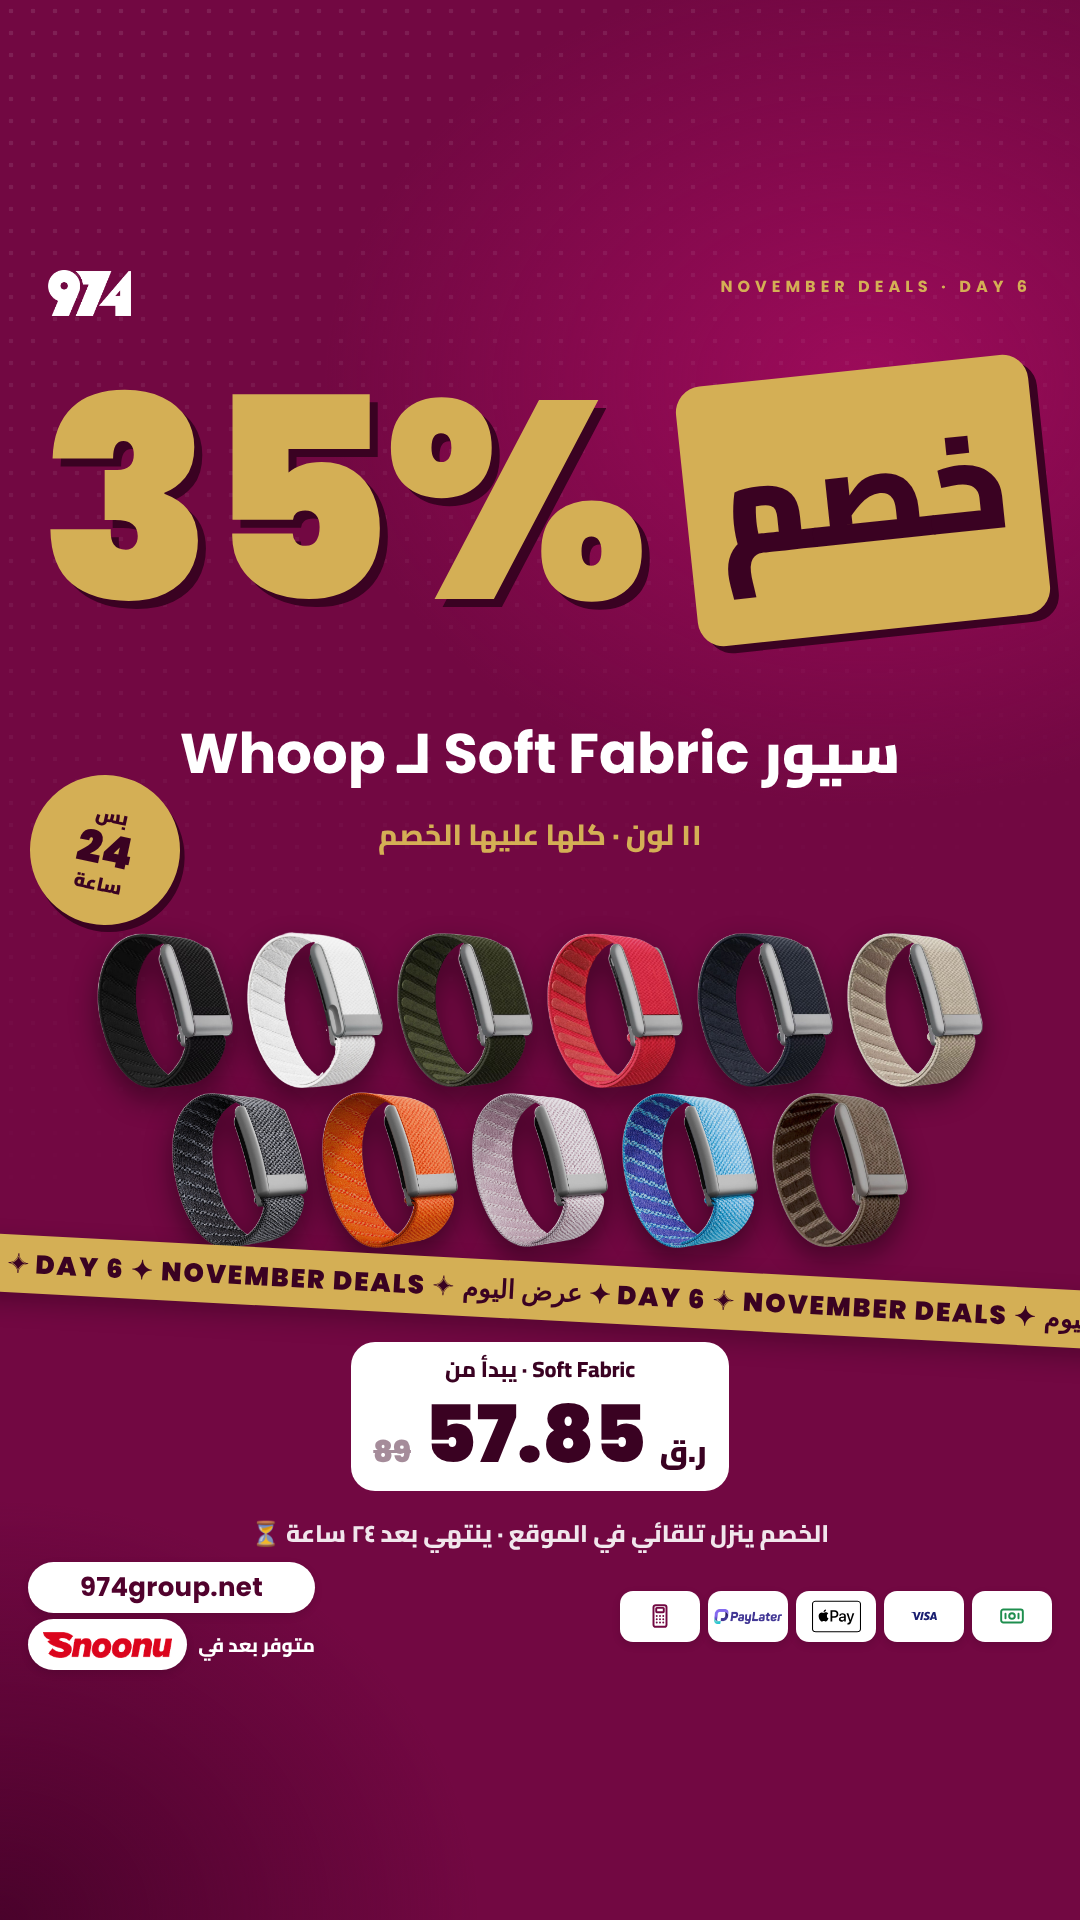 974
NOVEMBER DEALS · DAY 6
35% خصم
سيور Soft Fabric لـ Whoop
١١ لون · كلها عليها الخصم
بس
24
ساعة
✦ DAY 6 ✦ NOVEMBER DEALS ✦ عرض اليوم ✦ DAY 6 ✦ NOVEMBER DEALS ✦ يوم
Soft Fabric · يبدأ من
ر.ق 57.85 89
الخصم ينزل تلقائي في الموقع · ينتهي بعد ٢٤ ساعة ⏳
974group.net
متوفر بعد في Snoonu
PayLater
Pay
VISA